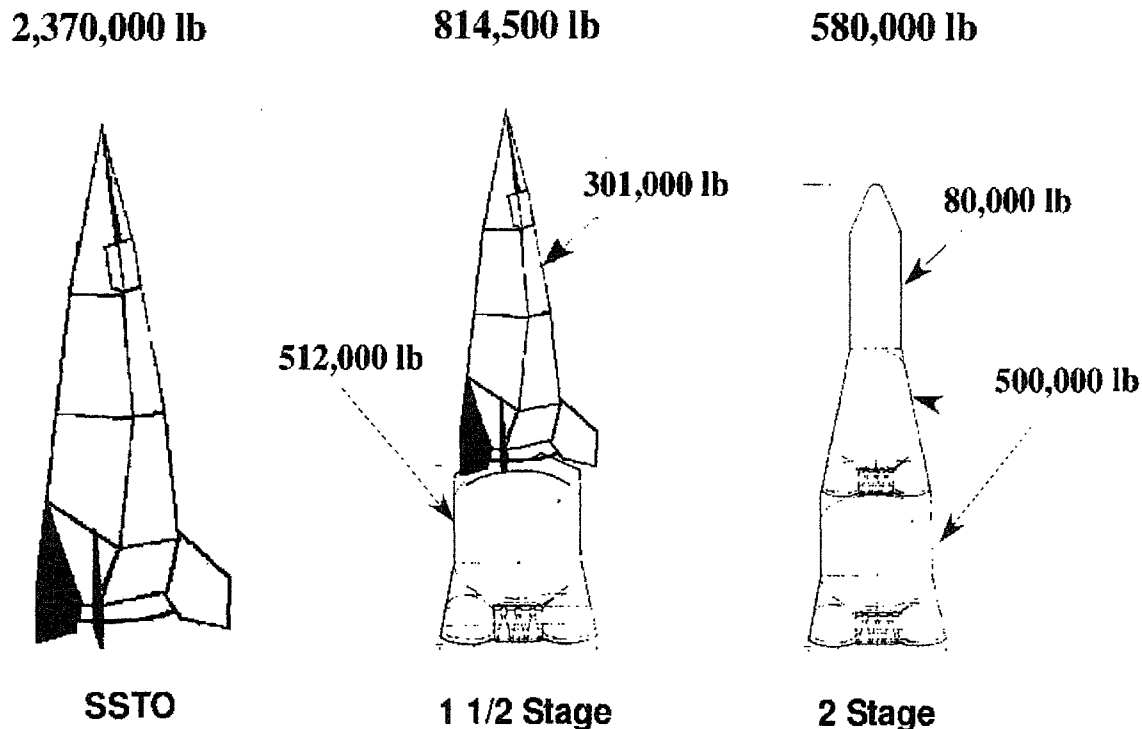 2,370,000 lb
814,500 lb
580,000 lb
301,000 lb
80,000 lb
512,000 lb
500,000 lb
SSTO
1 1/2 Stage
2 Stage